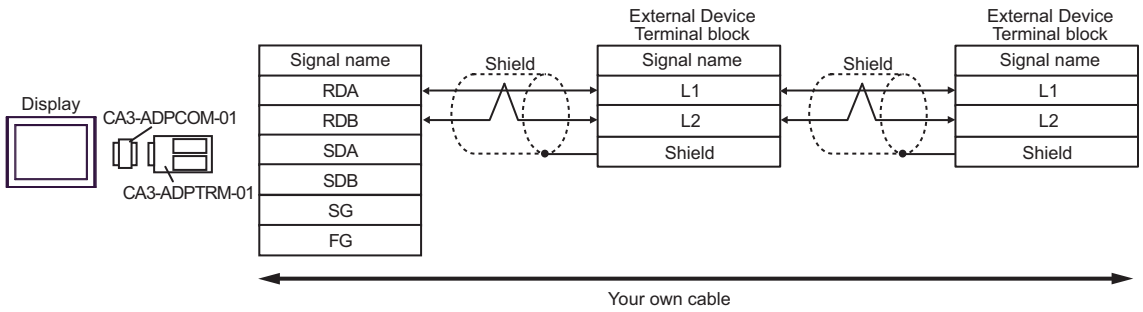 Display
CA3-ADPCOM-01
CA3-ADPTRM-01
Signal name
RDA
RDB
SDA
SDB
SG
FG
Shield
External Device
Terminal block
Signal name
L1
L2
Shield
Shield
External Device
Terminal block
Signal name
L1
L2
Shield
Your own cable